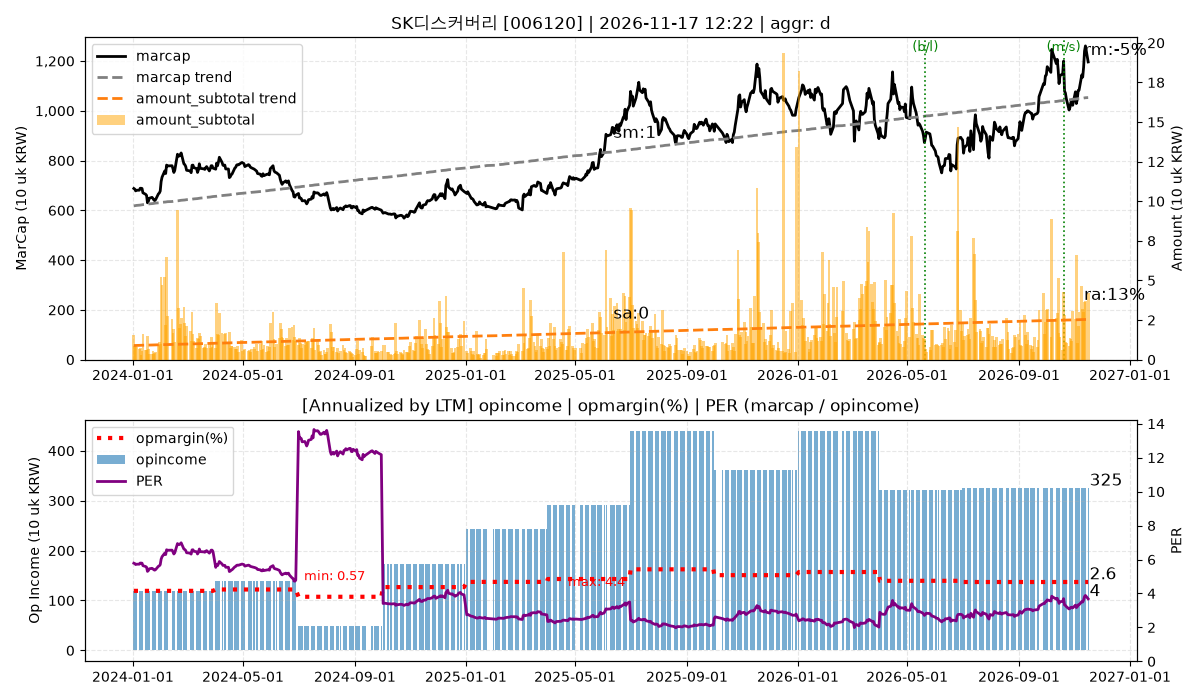 SK디스커버리 [006120] | 2026-11-17 12:22 | aggr: d
marcap
marcap trend
amount_subtotal trend
amount_subtotal
(b/l)
(m/s)
rm:-5%
sm:1
sa:0
ra:13%
MarCap (10 uk KRW)
1,200
1,000
800
600
400
200
0
Amount (10 uk KRW)
20
18
15
12
10
8
5
2
0
2024-01-01
2024-05-01
2024-09-01
2025-01-01
2025-05-01
2025-09-01
2026-01-01
2026-05-01
2026-09-01
2027-01-01
[Annualized by LTM] opincome | opmargin(%) | PER (marcap / opincome)
opmargin(%)
opincome
PER
min: 0.57
max: 4.4
325
2.6
4
Op Income (10 uk KRW)
400
300
200
100
0
PER
14
12
10
8
6
4
2
0
2024-01-01
2024-05-01
2024-09-01
2025-01-01
2025-05-01
2025-09-01
2026-01-01
2026-05-01
2026-09-01
2027-01-01